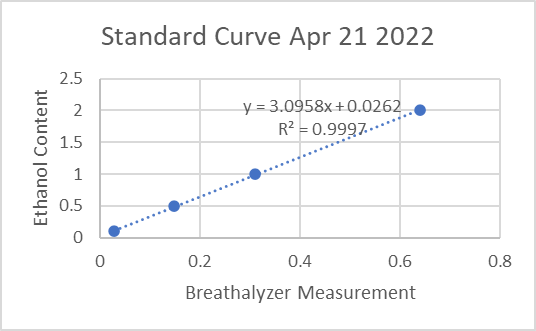 Standard Curve Apr 21 2022
2.5
y = 3.0958x + 0.0262
2
R² = 0.9997
1.5
1
0.5
0
0 0.2 0.4 0.6 0.8
Ethanol Content
Breathalyzer Measurement